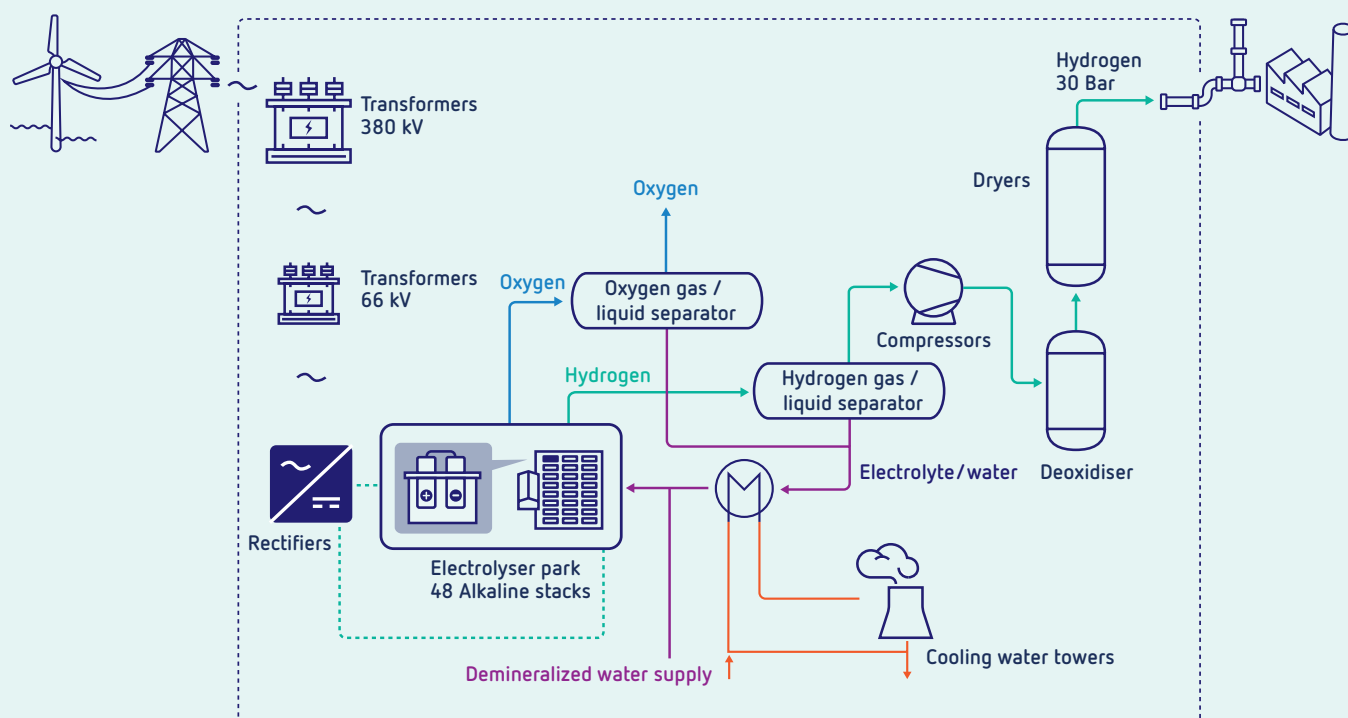 Hydrogen
30 Bar
Transformers
380 kV
Dryers
Oxygen
Transformers
66 kV
Oxygen
Oxygen gas /
liquid separator
Compressors
Hydrogen
Hydrogen gas /
liquid separator
Electrolyte/water
Deoxidiser
Rectifiers
Electrolyser park
48 Alkaline stacks
Cooling water towers
Demineralized water supply